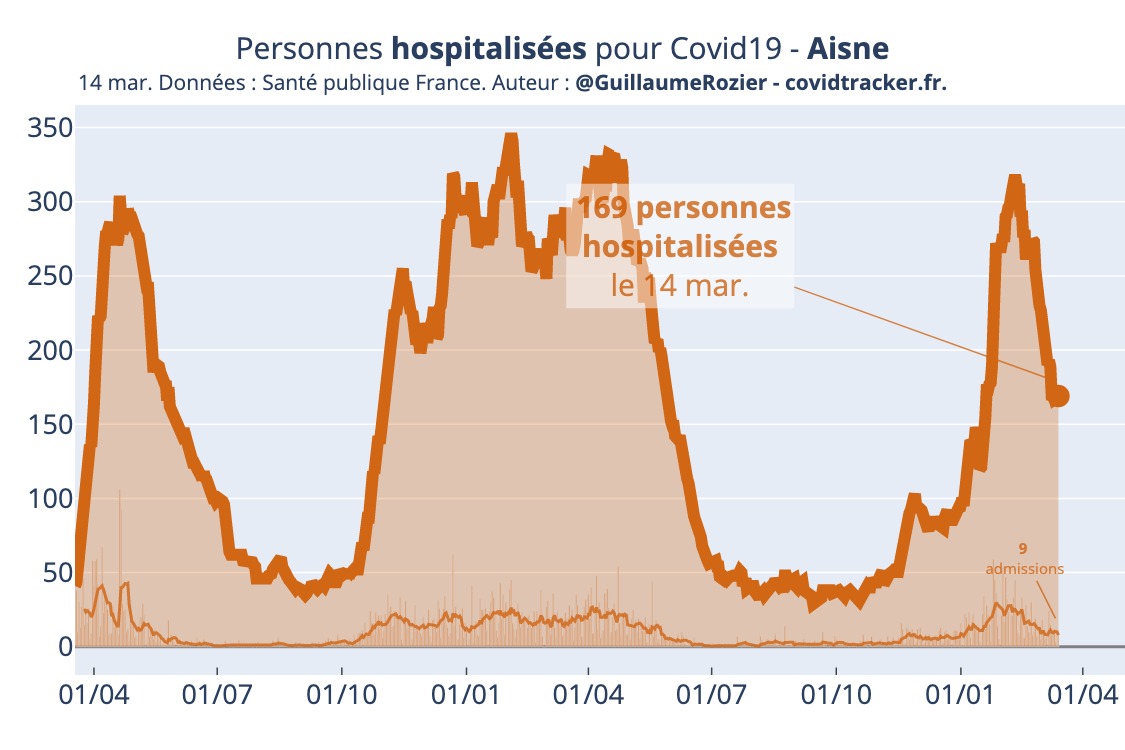 Personnes hospitalisées pour Covid19 - Aisne
14 mar. Données : Santé publique France. Auteur : @GuillaumeRozier - covidtracker.fr.
350
300
250
200
150
100
50
0
169 personnes
hospitalisées
le 14 mar.
9
admissions
01/04 01/07 01/10 01/01 01/04 01/07 01/10 01/01 01/04